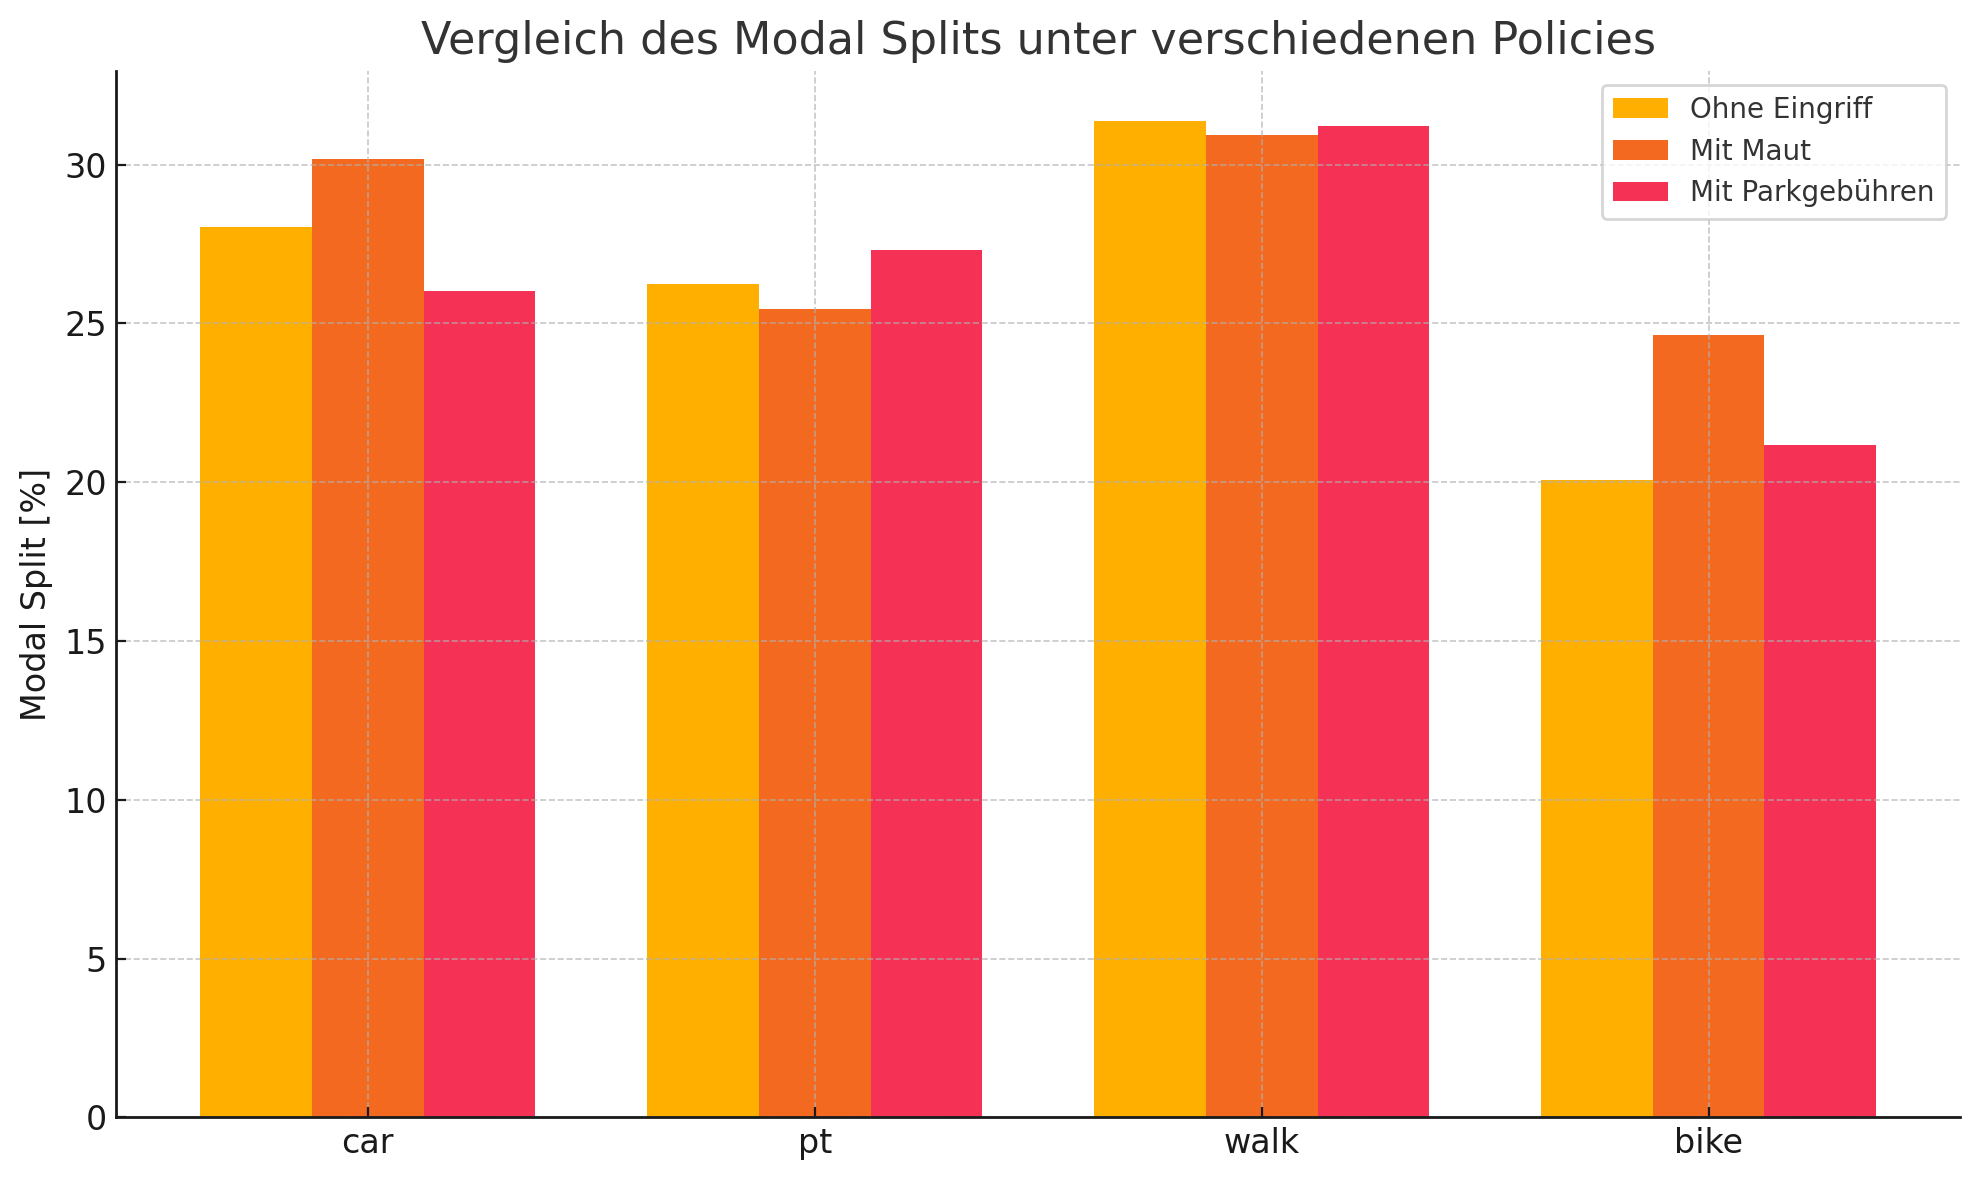 Vergleich des Modal Splits unter verschiedenen Policies
Ohne Eingriff
Mit Maut
Mit Parkgebühren
Modal Split [%]
30
25
20
15
10
5
0
car
pt
walk
bike